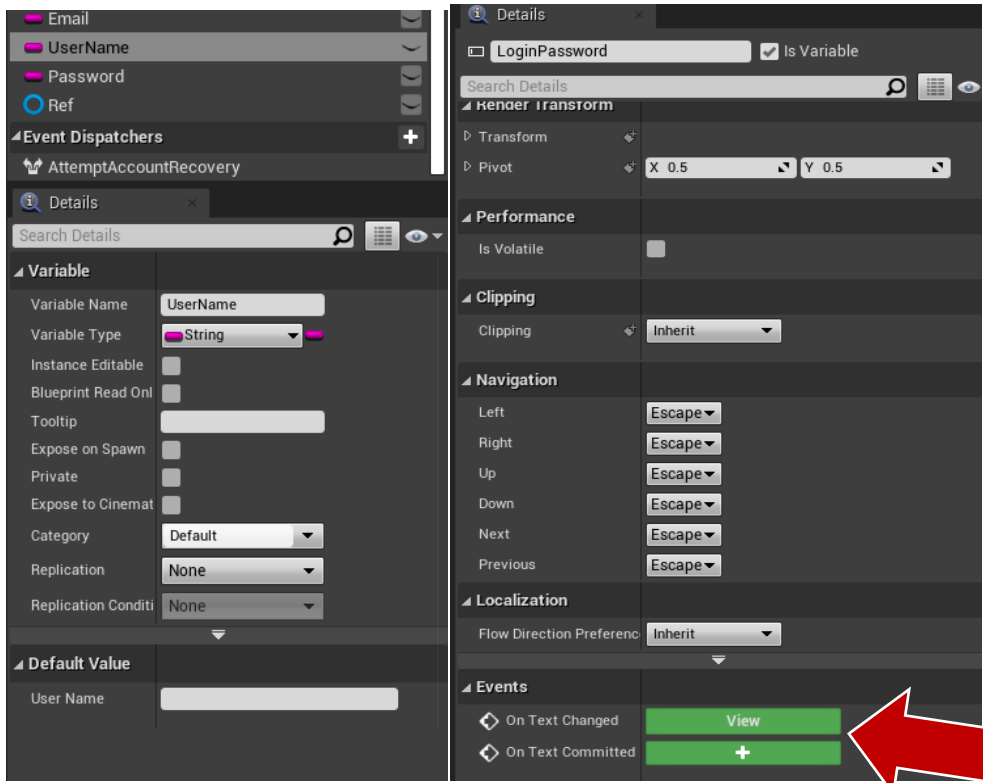 Email
UserName
Password
Ref
Event Dispatchers
AttemptAccountRecovery
Details
Search Details
Variable
Variable Name UserName
Variable Type String
Instance Editable
Blueprint Read Onl
Tooltip
Expose on Spawn
Private
Expose to Cinemat
Category Default
Replication None
Replication Conditi None
Default Value
User Name
Details
LoginPassword Is Variable
Search Details
Render Transform
Transform
Pivot X 0.5 Y 0.5
Performance
Is Volatile
Clipping
Clipping Inherit
Navigation
Left Escape
Right Escape
Up Escape
Down Escape
Next Escape
Previous Escape
Localization
Flow Direction Preferenc Inherit
Events
On Text Changed View
On Text Committed +